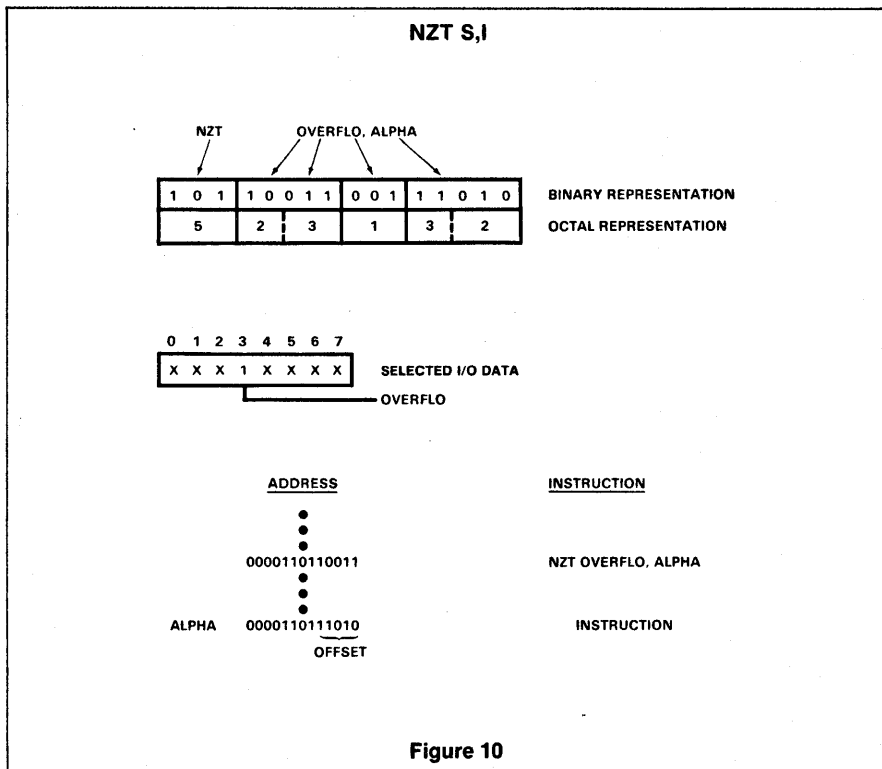 NZT S,I
NZT OVERFLO, ALPHA
1 0 1 1 0 0 1 1 0 0 1 1 1 0 1 0 BINARY REPRESENTATION
5 2 3 1 3 2 OCTAL REPRESENTATION
0 1 2 3 4 5 6 7
X X X 1 X X X X SELECTED I/O DATA
OVERFLO
ADDRESS INSTRUCTION
0000110110011 NZT OVERFLO, ALPHA
ALPHA 0000110111010 INSTRUCTION
OFFSET
Figure 10